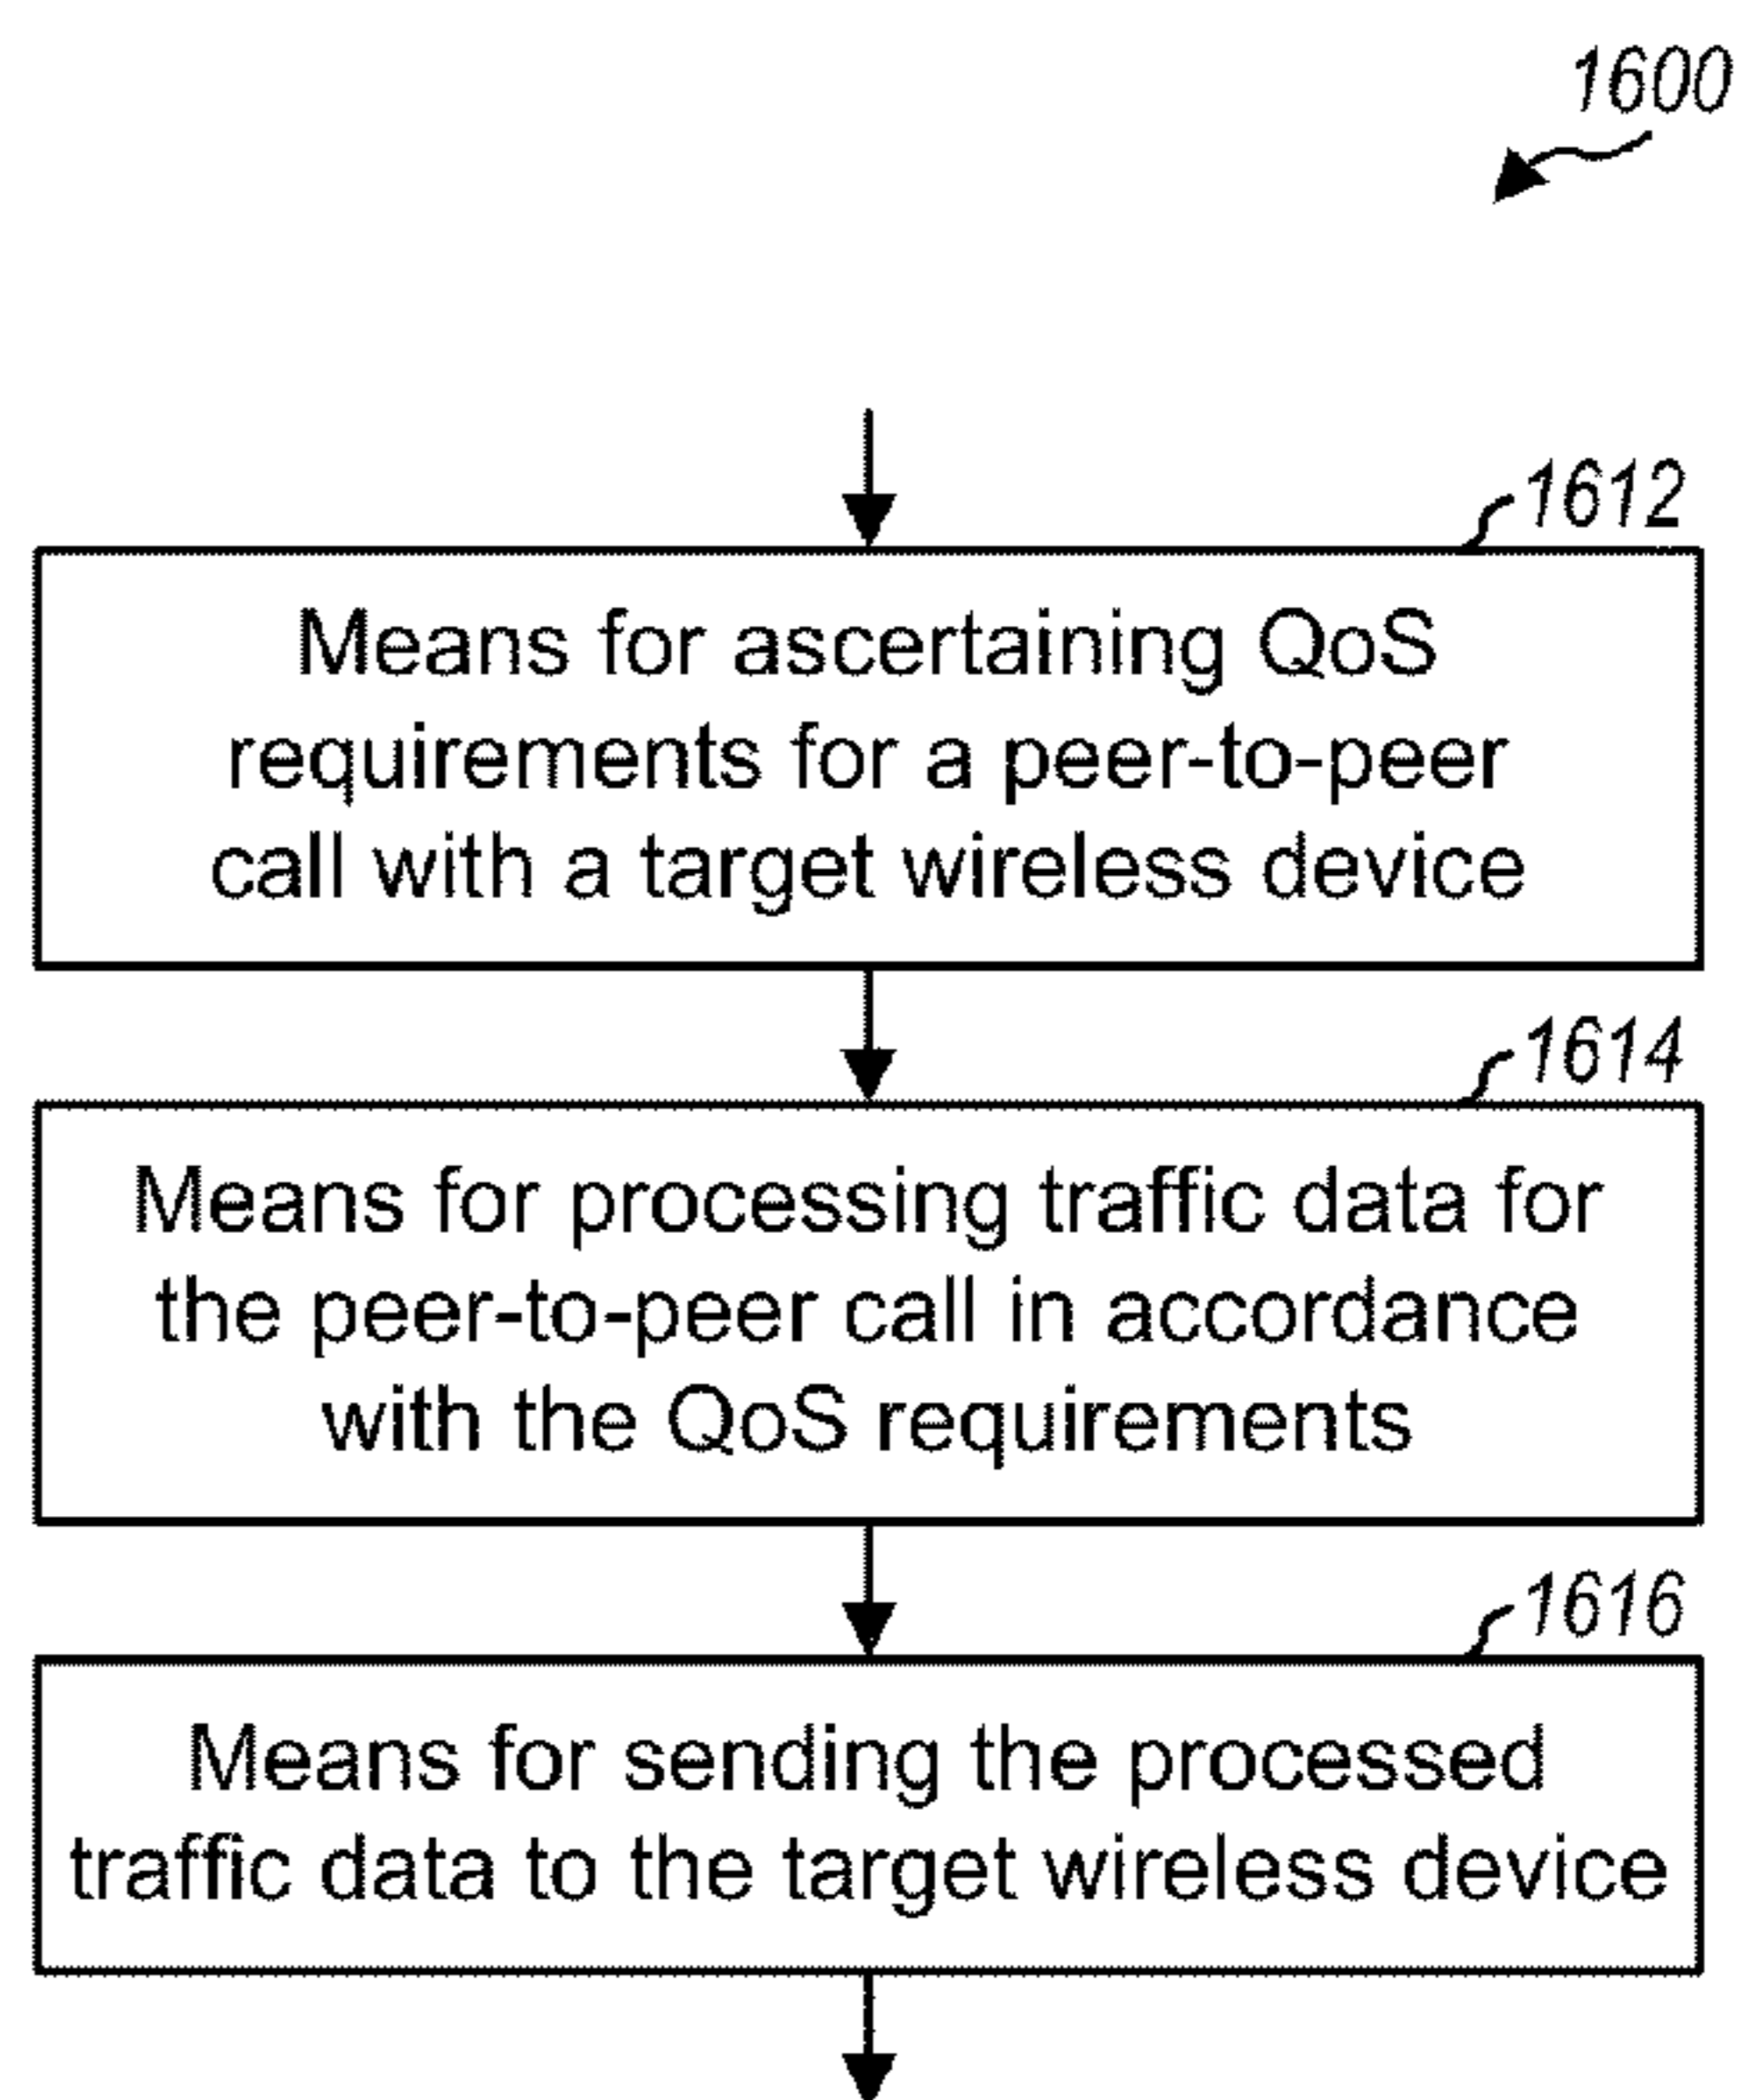 1600
1612
Means for ascertaining QoS
requirements for a peer-to-peer
call with a target wireless device
1614
Means for processing traffic data for
the peer-to-peer call in accordance
with the QoS requirements
1616
Means for sending the processed
traffic data to the target wireless device